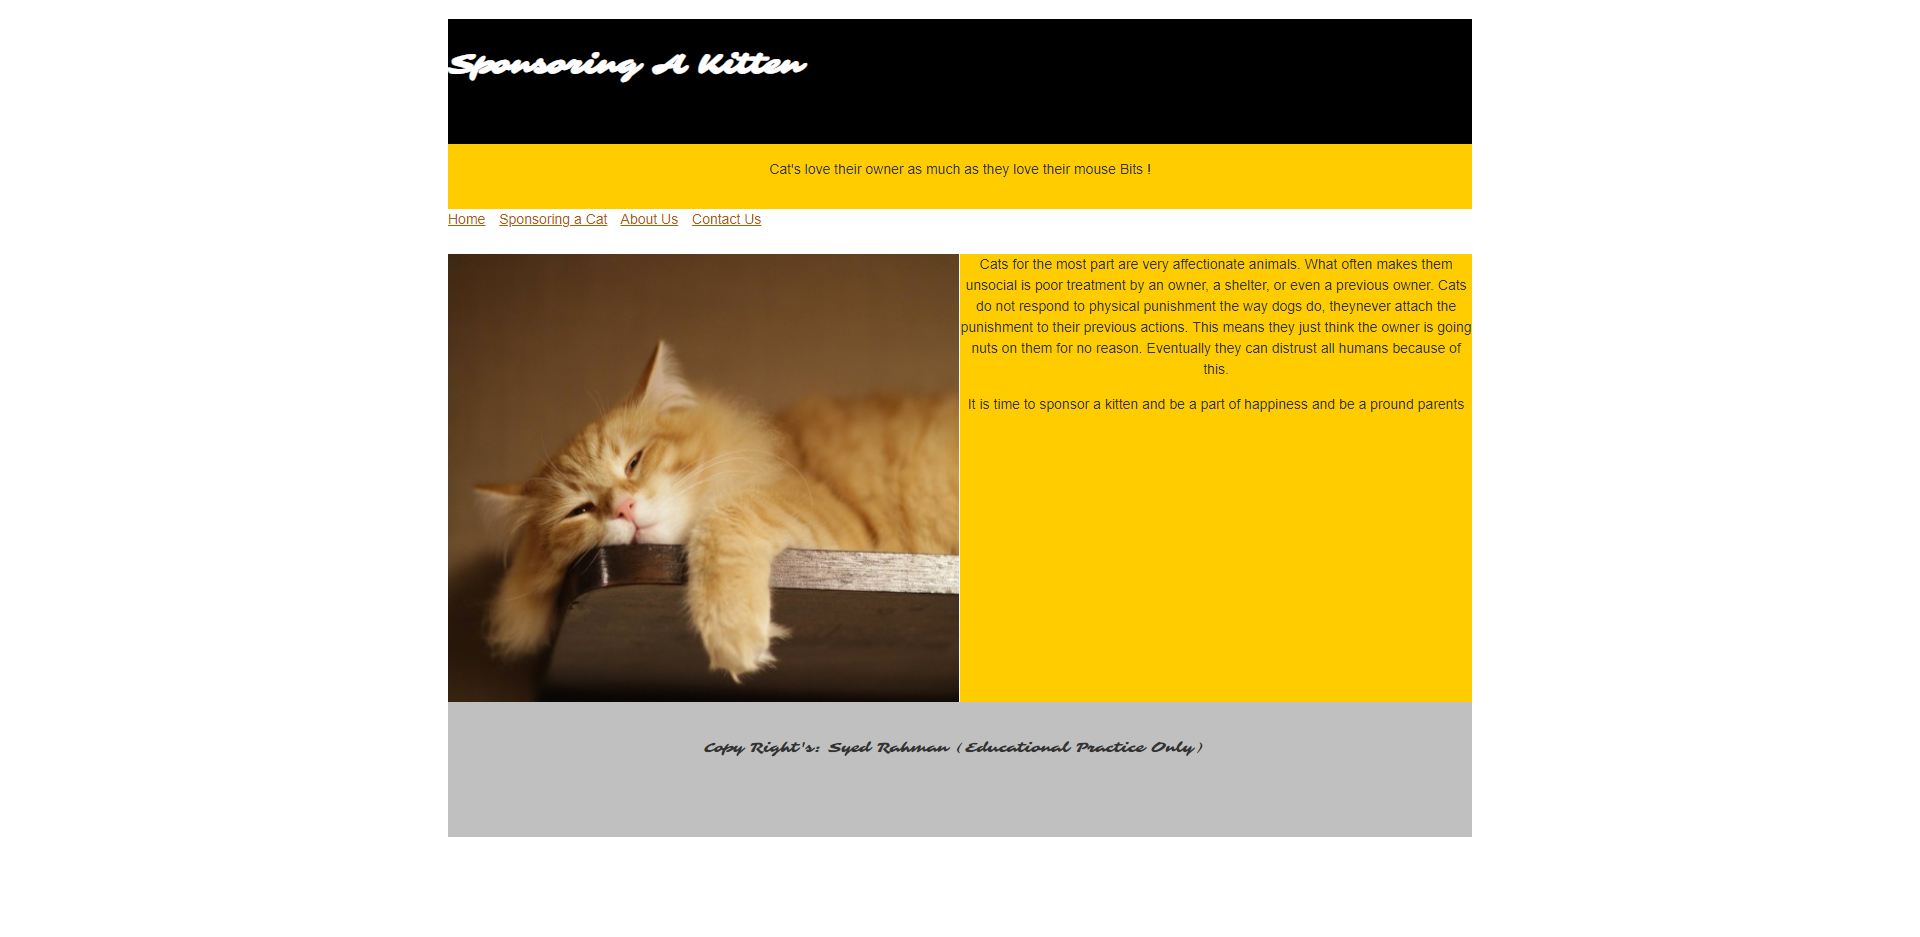 Sponsoring A Kitten
Cat's love their owner as much as they love their mouse Bits !
Home Sponsoring a Cat About Us Contact Us
Cats for the most part are very affectionate animals. What often makes them
unsocial is poor treatment by an owner, a shelter, or even a previous owner. Cats
do not respond to physical punishment the way dogs do, theynever attach the
punishment to their previous actions. This means they just think the owner is going
nuts on them for no reason. Eventually they can distrust all humans because of
this.
It is time to sponsor a kitten and be a part of happiness and be a pround parents
Copy Right's: Syed Rahman (Educational Practice Only)